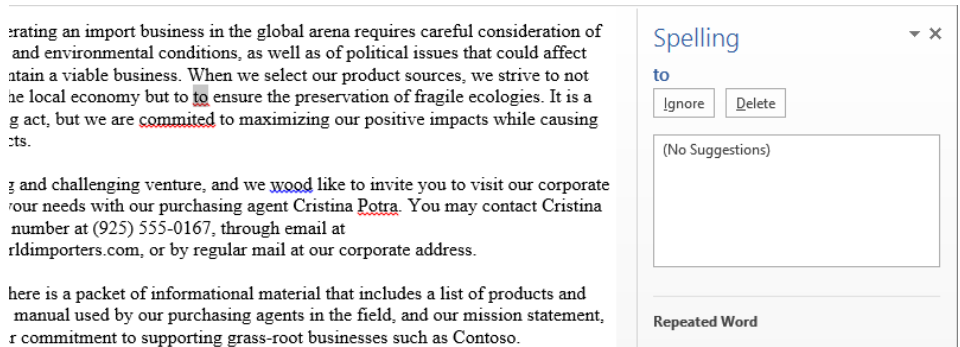 erating an import business in the global arena requires careful consideration of
and environmental conditions, as well as of political issues that could affect
ntain a viable business. When we select our product sources, we strive to not
he local economy but to to ensure the preservation of fragile ecologies. It is a
g act, but we are commited to maximizing our positive impacts while causing
cts.
g and challenging venture, and we wood like to invite you to visit our corporate
your needs with our purchasing agent Cristina Potra. You may contact Cristina
number at (925) 555-0167, through email at
rldimporters.com, or by regular mail at our corporate address.
here is a packet of informational material that includes a list of products and
manual used by our purchasing agents in the field, and our mission statement,
r commitment to supporting grass-root businesses such as Contoso.
Spelling
to
Ignore Delete
(No Suggestions)
Repeated Word